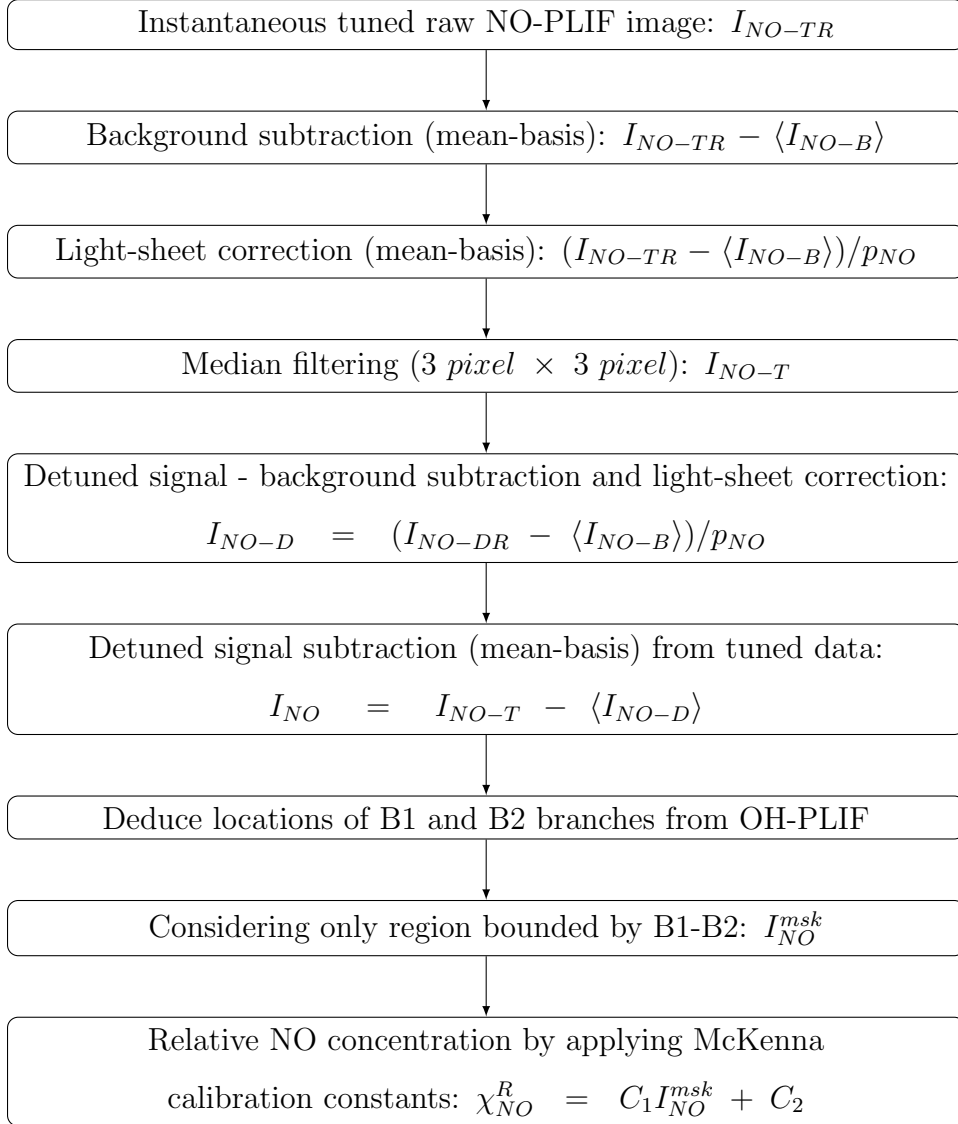 Instantaneous tuned raw NO-PLIF image: I_{NO−TR}
Background subtraction (mean-basis): I_{NO−TR} − ⟨I_{NO−B}⟩
Light-sheet correction (mean-basis): (I_{NO−TR} − ⟨I_{NO−B}⟩)/p_{NO}
Median filtering (3 pixel × 3 pixel): I_{NO−T}
Detuned signal - background subtraction and light-sheet correction:
I_{NO−D} = (I_{NO−DR} − ⟨I_{NO−B}⟩)/p_{NO}
Detuned signal subtraction (mean-basis) from tuned data:
I_{NO} = I_{NO−T} − ⟨I_{NO−D}⟩
Deduce locations of B1 and B2 branches from OH-PLIF
Considering only region bounded by B1-B2: I_{NO}^{msk}
Relative NO concentration by applying McKenna
calibration constants: χ_{NO}^{R} = C_1 I_{NO}^{msk} + C_2